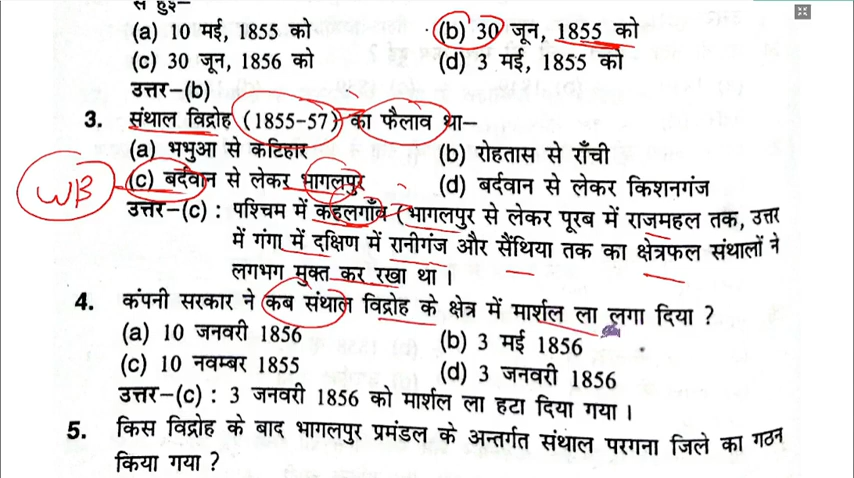 से हुई–
(a) 10 मई, 1855 को (b) 30 जून, 1855 को
(c) 30 जून, 1856 को (d) 3 मई, 1855 को
उत्तर–(b)
3. संथाल विद्रोह (1855-57) का फैलाव था–
(a) भभुआ से कटिहार (b) रोहतास से राँची
WB
(c) बर्दवान से लेकर भागलपुर (d) बर्दवान से लेकर किशनगंज
उत्तर–(c) : पश्चिम में कहलगाँव (भागलपुर से लेकर पूरब में राजमहल तक, उत्तर
में गंगा में दक्षिण में रानीगंज और सैंथिया तक का क्षेत्रफल संथालों ने
लगभग मुक्त कर रखा था ।
4. कंपनी सरकार ने कब संथाल विद्रोह के क्षेत्र में मार्शल ला लगा दिया ?
(a) 10 जनवरी 1856 (b) 3 मई 1856
(c) 10 नवम्बर 1855 (d) 3 जनवरी 1856
उत्तर–(c) : 3 जनवरी 1856 को मार्शल ला हटा दिया गया ।
5. किस विद्रोह के बाद भागलपुर प्रमंडल के अन्तर्गत संथाल परगना जिले का गठन
किया गया ?